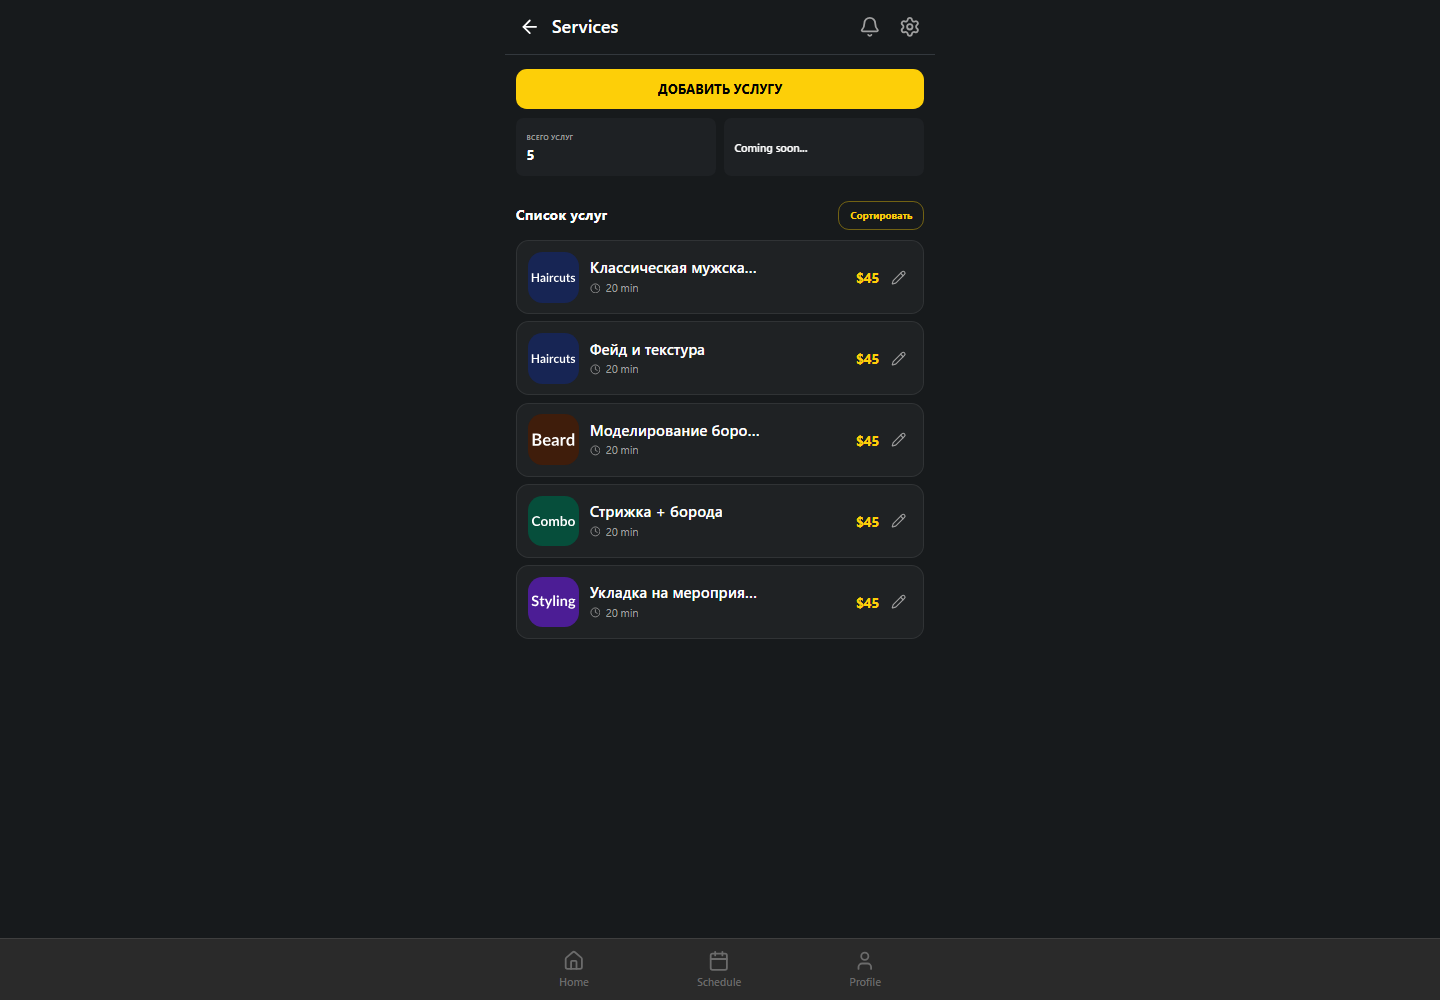 Services
ДОБАВИТЬ УСЛУГУ
ВСЕГО УСЛУГ
5
Coming soon...
Список услуг
Сортировать
Haircuts
Классическая мужска...
20 min
$45
Haircuts
Фейд и текстура
20 min
$45
Beard
Моделирование боро...
20 min
$45
Combo
Стрижка + борода
20 min
$45
Styling
Укладка на мероприя...
20 min
$45
Home
Schedule
Profile